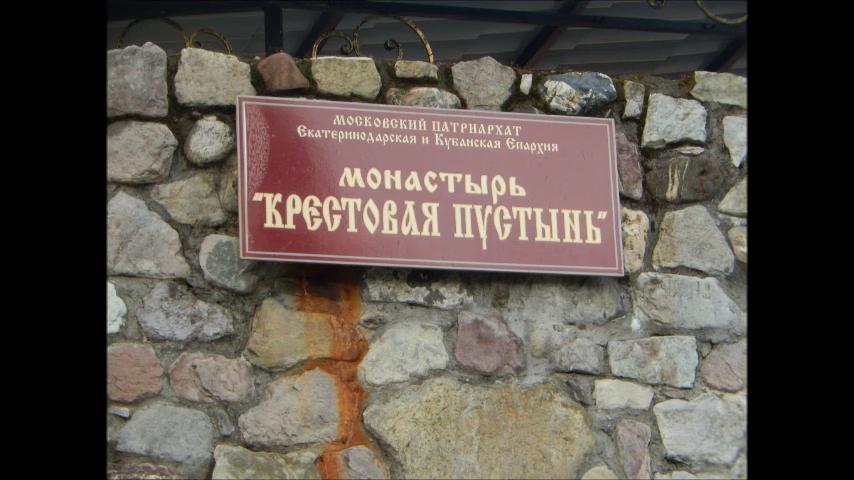 МОСКОВСКИЙ ПАТРИАРХАТ
Екатеринодарская и Кубанская Епархия
монастырь
"КРЕСТОВАЯ ПУСТЫНЬ"